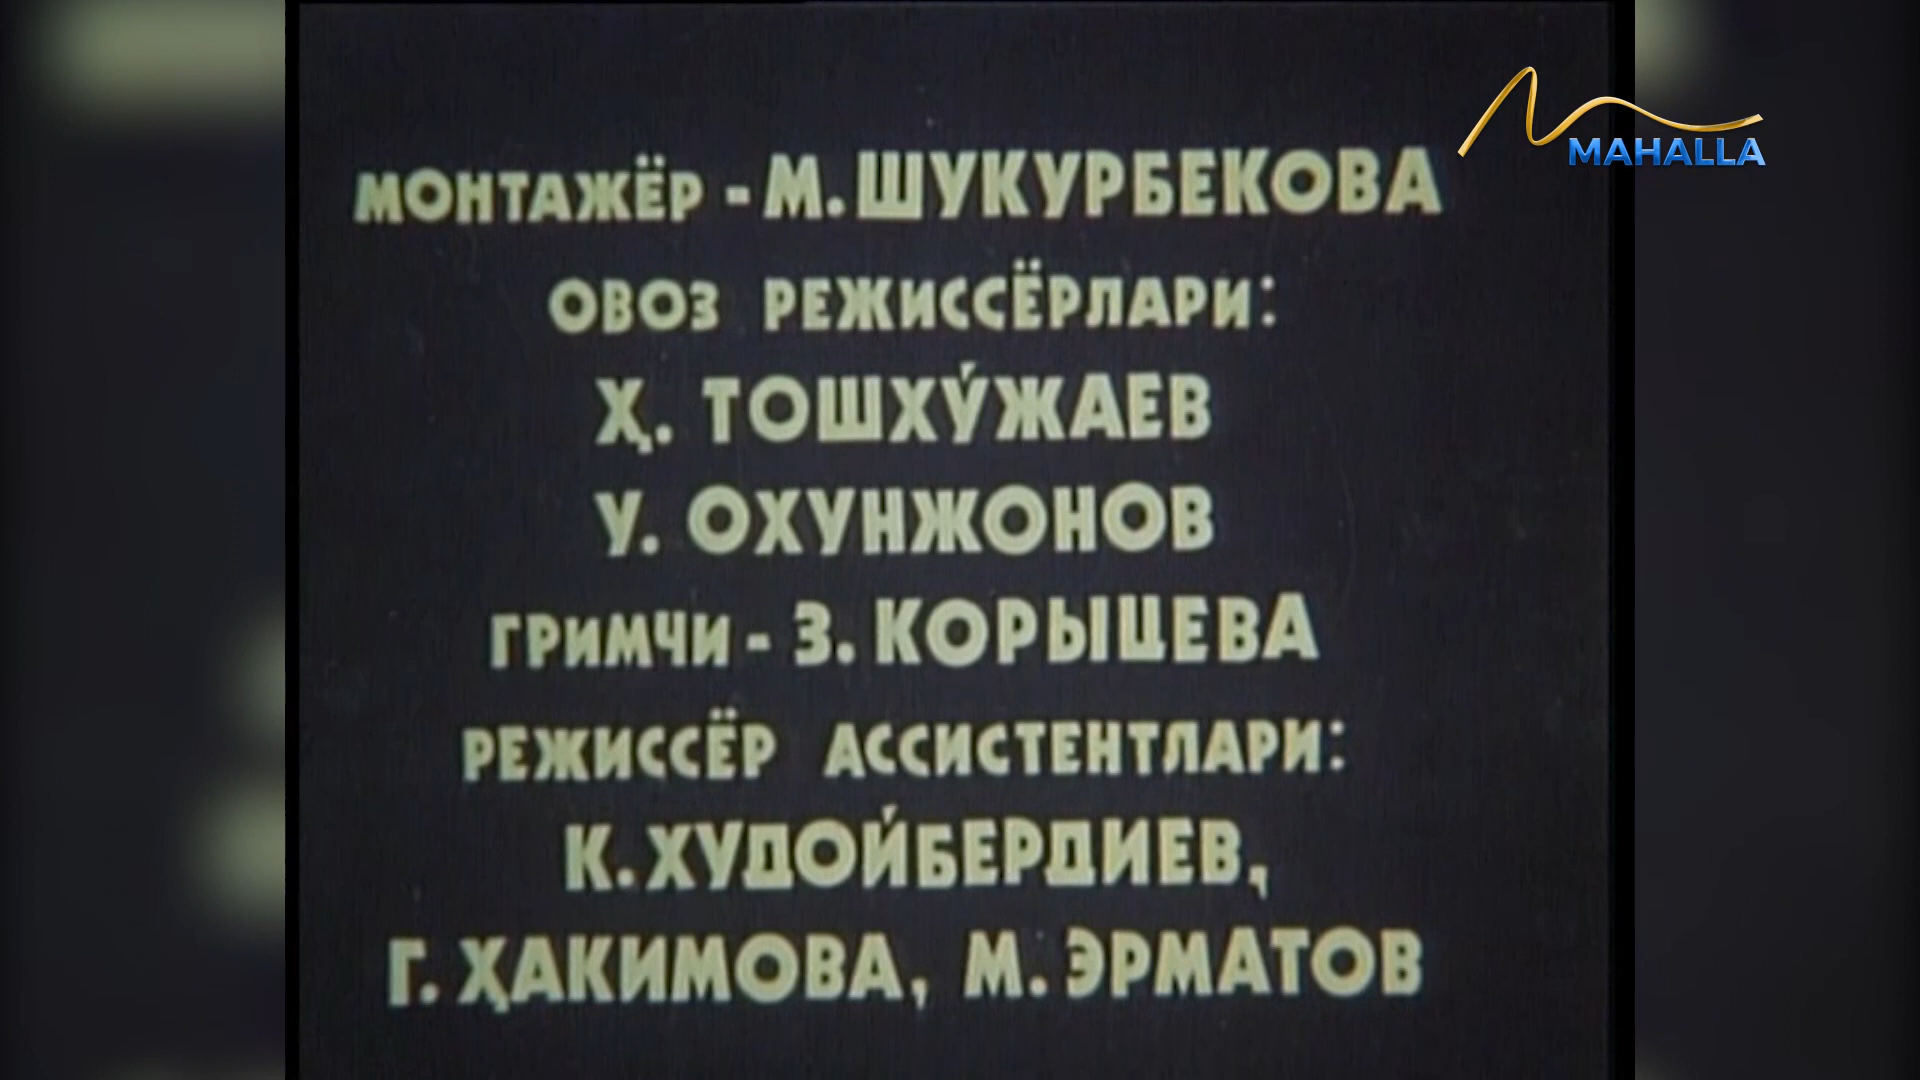 MAHALLA
МОНТАЖЁР - М. ШУКУРБЕКОВА
ОВОЗ РЕЖИССЁРЛАРИ:
Ҳ. ТОШХЎЖАЕВ
У. ОХУНЖОНОВ
ГРИМЧИ - З. КОРЫЦЕВА
РЕЖИССЁР АССИСТЕНТЛАРИ:
К. ХУДОЙБЕРДИЕВ,
Г. ҲАКИМОВА, М. ЭРМАТОВ